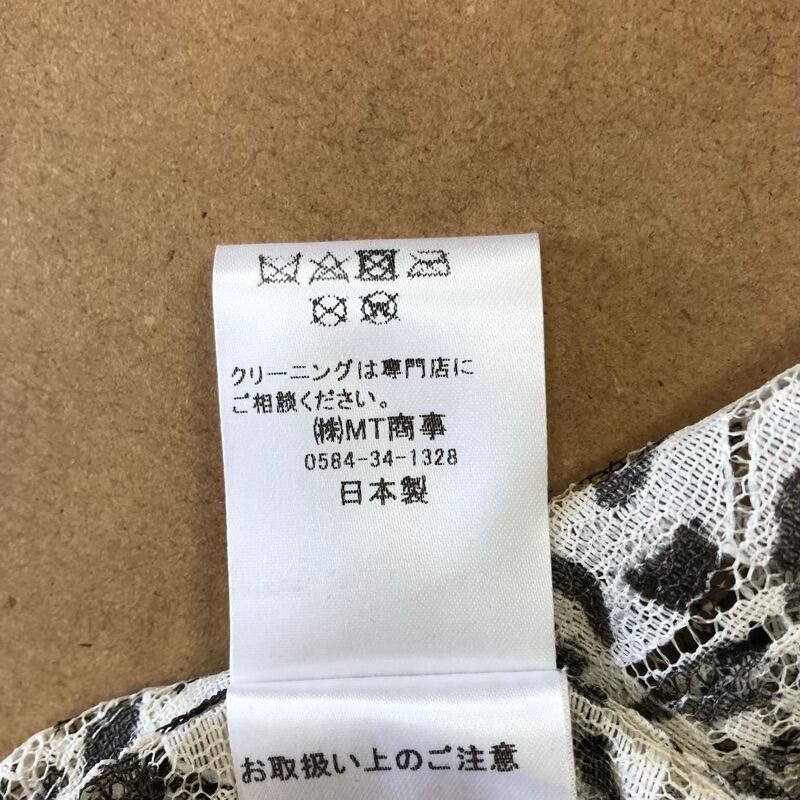 クリーニングは専門店に
ご相談ください。
㈱MT商事
0584-34-1328
日本製
お取扱い上のご注意